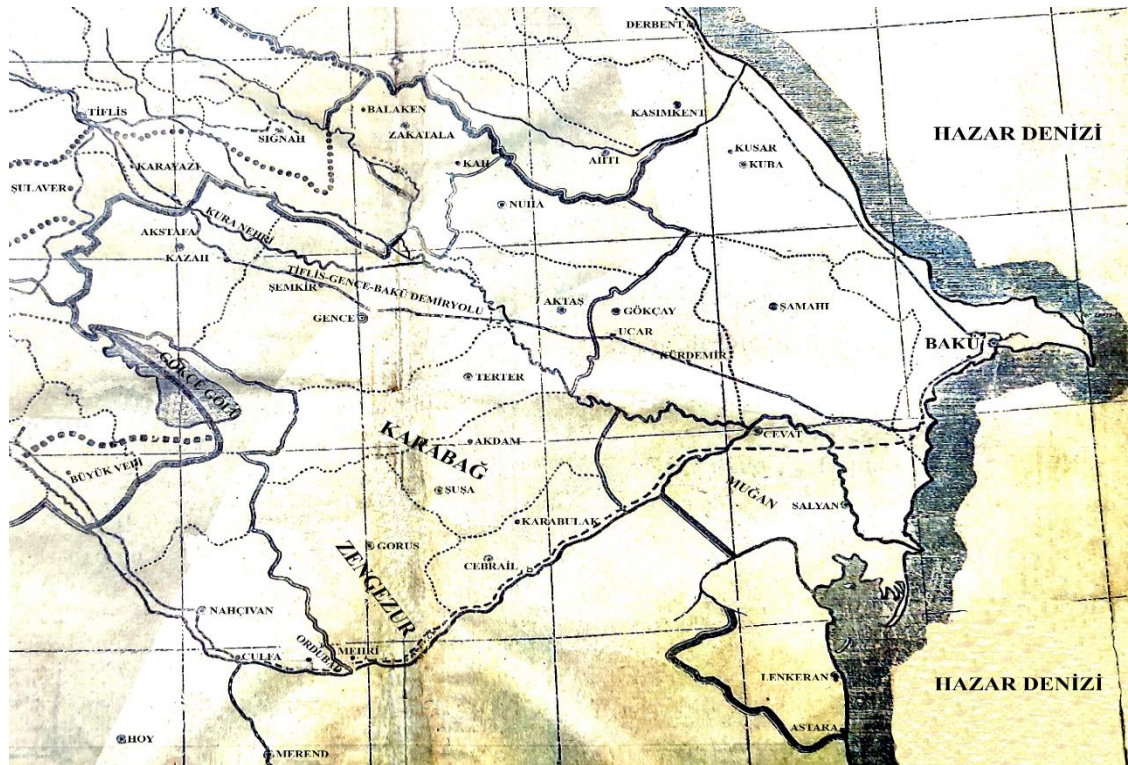 DERBENT
HAZAR DENİZİ
BALAKEN
KASIMKENT
TİFLİS
ZAKATALA
SIĞNAH
KUSAR
KARAYAZI
KAH
AHTI
KUBA
ŞULAVER
NUHA
KURA NEHRİ
AKSTAFA
KAZAH
TİFLİS-GENCE-BAKÜ DEMİRYOLU
ŞEMKİR
AKTAŞ
GÖKÇAY
ŞAMAHI
GENCE
UCAR
BAKÜ
KÜRDEMİR
GÖKÇE GÖLÜ
TERTER
KARABAĞ
AKDAM
CEVAT
BÜYÜK VEDİ
ŞUŞA
MUĞAN
SALYAN
KARABULAK
GORUS
CEBRAİL
ZENGEZUR
NAHÇIVAN
ORDUBAD
MEHRİ
CULFA
LENKERAN
HAZAR DENİZİ
ASTARA
HOY
MEREND